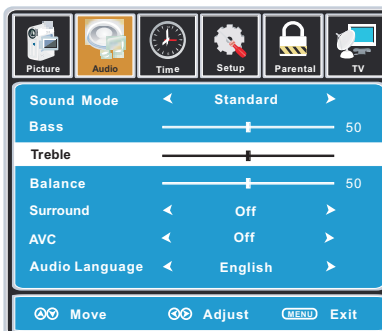 Picture Audio Time Setup Parental TV
Sound Mode Standard
Bass 50
Treble
Balance 50
Surround Off
AVC Off
Audio Language English
Move Adjust MENU Exit